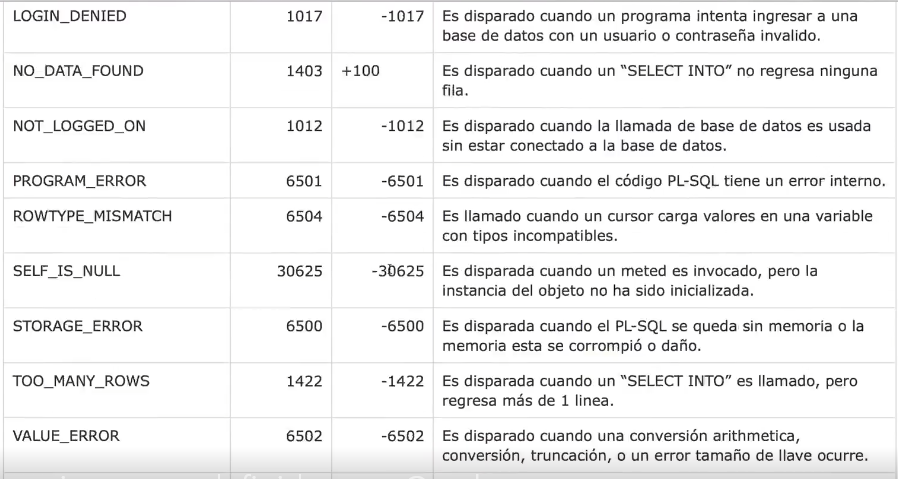 LOGIN_DENIED 1017 -1017 Es disparado cuando un programa intenta ingresar a una
base de datos con un usuario o contraseña invalido.
NO_DATA_FOUND 1403 +100 Es disparado cuando un “SELECT INTO” no regresa ninguna
fila.
NOT_LOGGED_ON 1012 -1012 Es disparado cuando la llamada de base de datos es usada
sin estar conectado a la base de datos.
PROGRAM_ERROR 6501 -6501 Es disparado cuando el código PL-SQL tiene un error interno.
ROWTYPE_MISMATCH 6504 -6504 Es llamado cuando un cursor carga valores en una variable
con tipos incompatibles.
SELF_IS_NULL 30625 -30625 Es disparada cuando un meted es invocado, pero la
instancia del objeto no ha sido inicializada.
STORAGE_ERROR 6500 -6500 Es disparada cuando el PL-SQL se queda sin memoria o la
memoria esta se corrompió o daño.
TOO_MANY_ROWS 1422 -1422 Es disparada cuando un “SELECT INTO” es llamado, pero
regresa más de 1 linea.
VALUE_ERROR 6502 -6502 Es disparado cuando una conversión arithmetica,
conversión, truncación, o un error tamaño de llave ocurre.